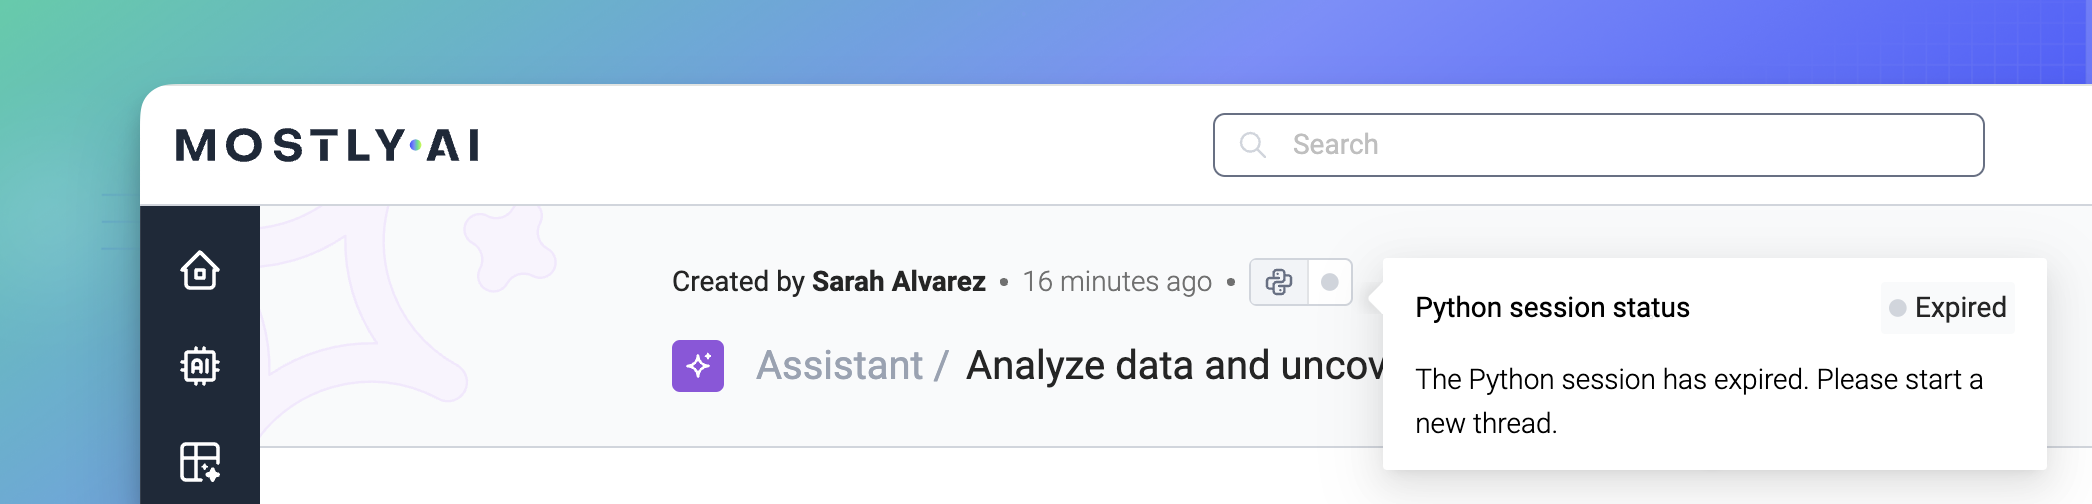 MOSTLY AI
Search
Created by Sarah Alvarez • 16 minutes ago •
Python session status
Expired
Assistant / Analyze data and uncov
The Python session has expired. Please start a
new thread.
AI